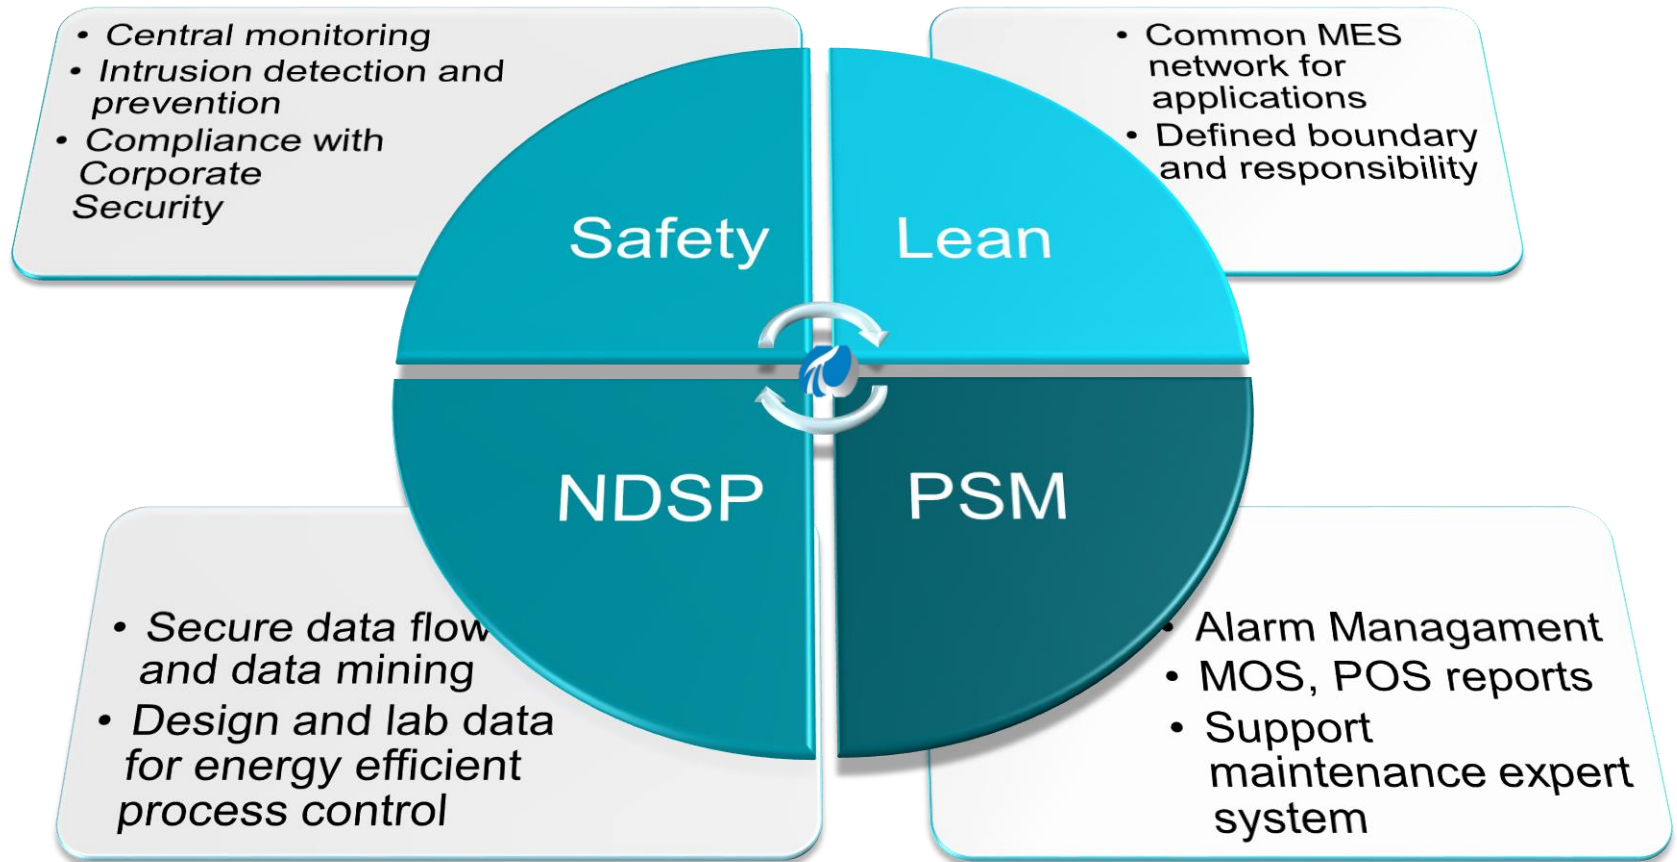 • Central monitoring
• Intrusion detection and
prevention
• Compliance with
Corporate
Security
Safety
• Common MES
network for
applications
• Defined boundary
and responsibility
Lean
NDSP
• Secure data flow
and data mining
• Design and lab data
for energy efficient
process control
PSM
• Alarm Managament
• MOS, POS reports
• Support
maintenance expert
system